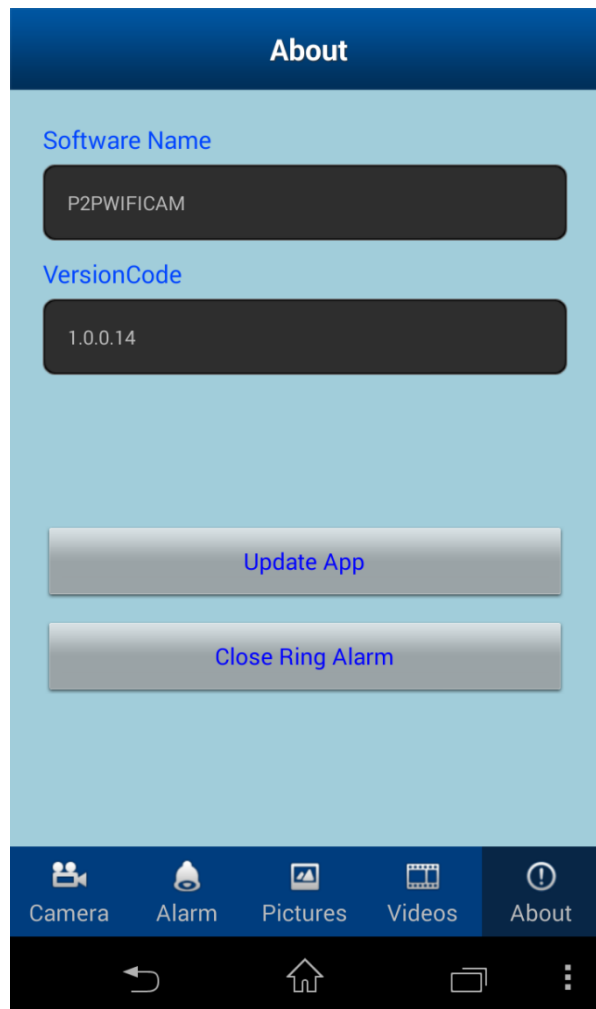 About
Software Name
P2PWIFICAM
VersionCode
1.0.0.14
Update App
Close Ring Alarm
Camera Alarm Pictures Videos About